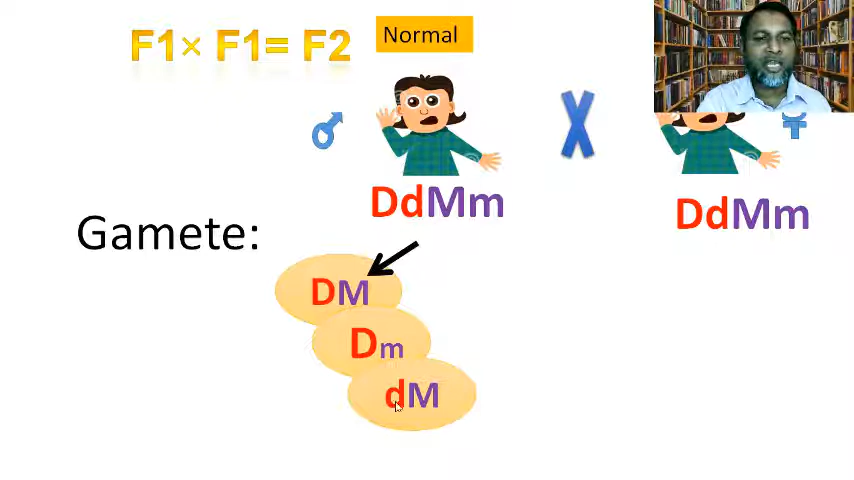 F1× F1= F2
Normal
DdMm
DdMm
Gamete:
DM
Dm
dM